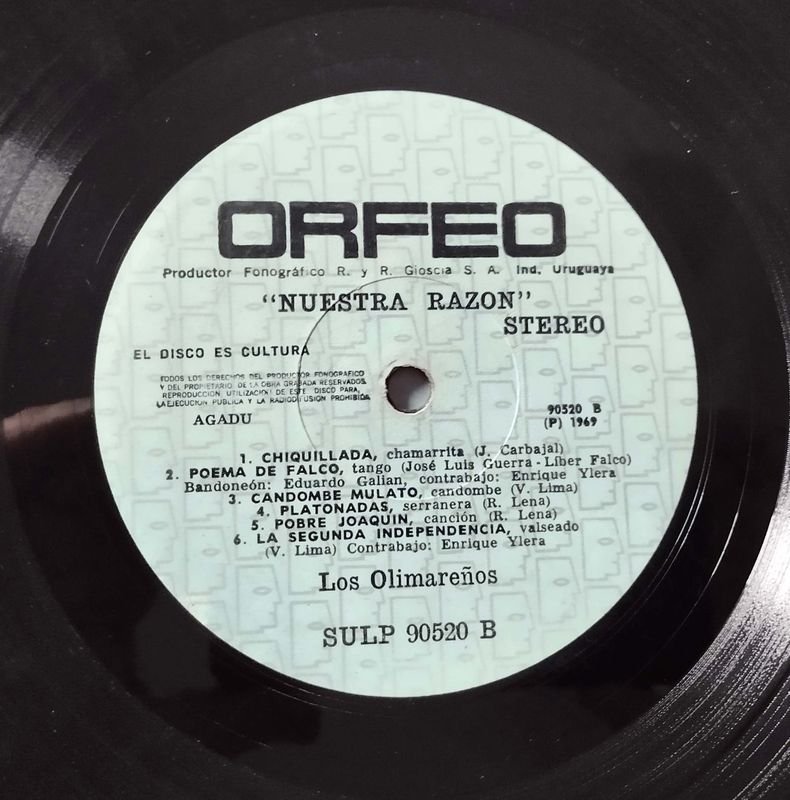 ORFEO
Productor Fonográfico R. y R. Gioscia S. A. Ind. Uruguaya
“NUESTRA RAZON”
STEREO
EL DISCO ES CULTURA
TODOS LOS DERECHOS DEL PRODUCTOR FONOGRAFICO
Y DEL PROPIETARIO DE LA OBRA GRABADA RESERVADOS.
REPRODUCCION, UTILIZACION DE ESTE DISCO PARA,
LA EJECUCION PUBLICA Y LA RADIODIFUSION PROHIBIDA.
AGADU
90520 B
(P) 1969
1. CHIQUILLADA, chamarrita (J. Carbajal)
2. POEMA DE FALCO, tango (José Luis Guerra - Líber Falco)
Bandoneón: Eduardo Galian, contrabajo: Enrique Ylera
3. CANDOMBE MULATO, candombe (V. Lima)
4. PLATONADAS, serranera (R. Lena)
5. POBRE JOAQUIN, canción (R. Lena)
6. LA SEGUNDA INDEPENDENCIA, valseado
(V. Lima) Contrabajo: Enrique Ylera
Los Olimareños
SULP 90520 B